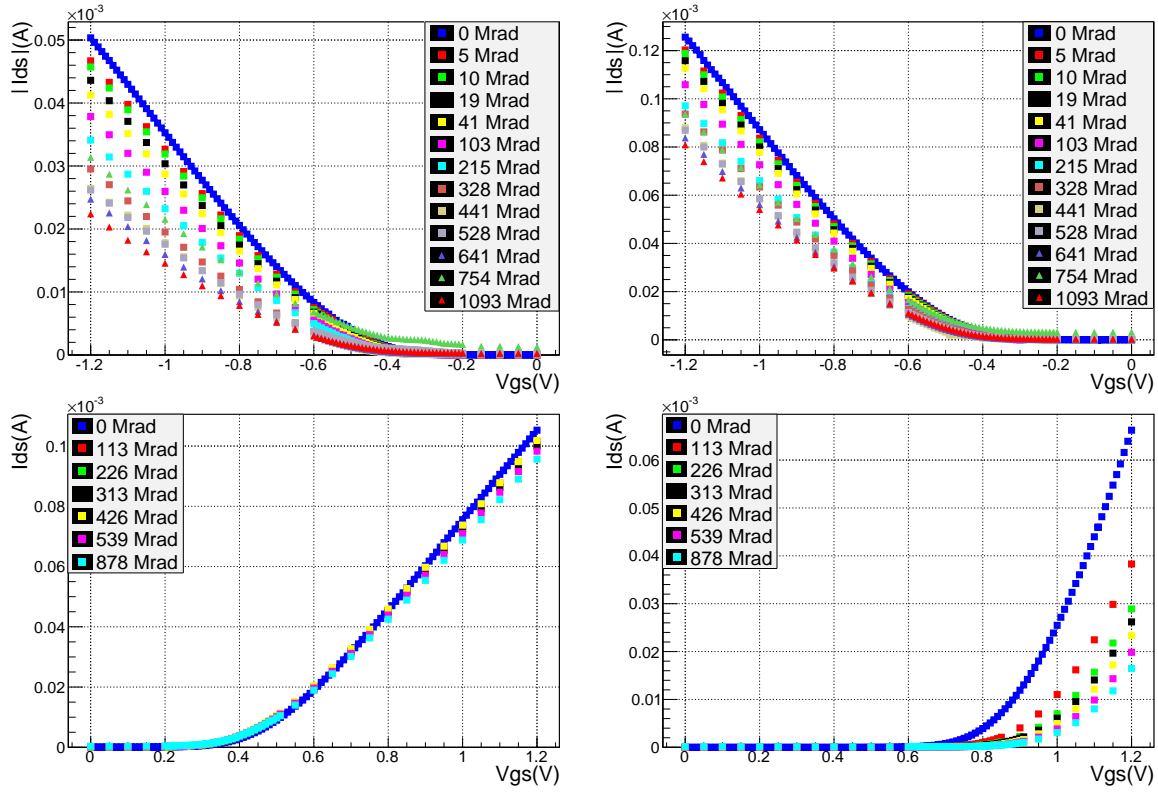 ×10⁻³
|Ids|(A)
0.05
0.04
0.03
0.02
0.01
0
-1.2
-1
-0.8
-0.6
-0.4
-0.2
0
Vgs(V)
0 Mrad
5 Mrad
10 Mrad
19 Mrad
41 Mrad
103 Mrad
215 Mrad
328 Mrad
441 Mrad
528 Mrad
641 Mrad
754 Mrad
1093 Mrad
×10⁻³
|Ids|(A)
0.12
0.1
0.08
0.06
0.04
0.02
0
-1.2
-1
-0.8
-0.6
-0.4
-0.2
0
Vgs(V)
0 Mrad
5 Mrad
10 Mrad
19 Mrad
41 Mrad
103 Mrad
215 Mrad
328 Mrad
441 Mrad
528 Mrad
641 Mrad
754 Mrad
1093 Mrad
×10⁻³
Ids(A)
0.1
0.08
0.06
0.04
0.02
0
0
0.2
0.4
0.6
0.8
1
1.2
Vgs(V)
0 Mrad
113 Mrad
226 Mrad
313 Mrad
426 Mrad
539 Mrad
878 Mrad
×10⁻³
Ids(A)
0.06
0.05
0.04
0.03
0.02
0.01
0
0
0.2
0.4
0.6
0.8
1
1.2
Vgs(V)
0 Mrad
113 Mrad
226 Mrad
313 Mrad
426 Mrad
539 Mrad
878 Mrad